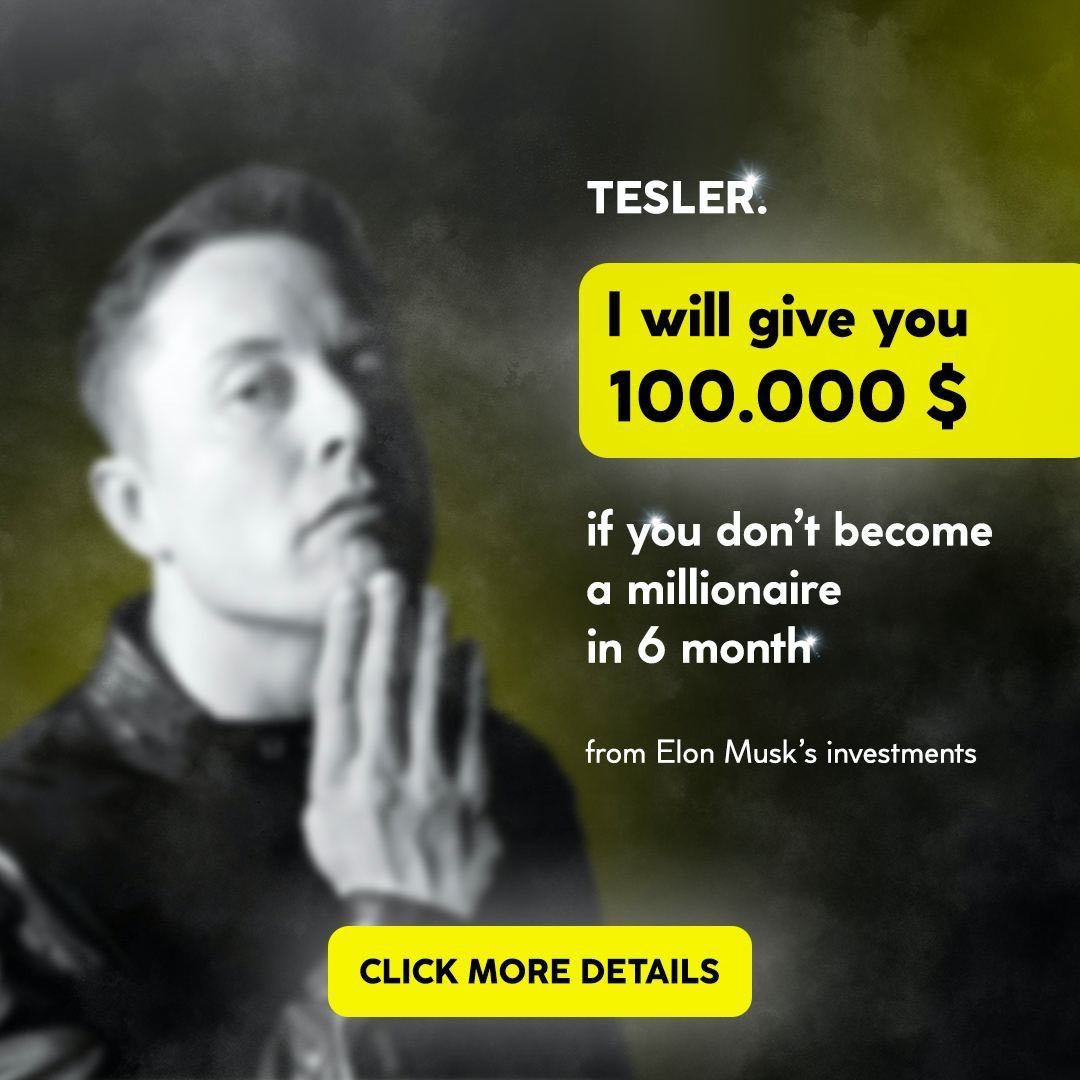 TESLER.
I will give you
100.000 $
if you don't become
a millionaire
in 6 month
from Elon Musk's investments
CLICK MORE DETAILS